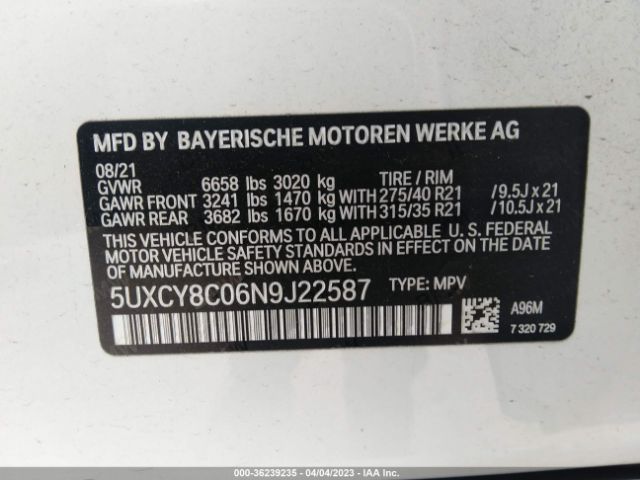 MFD BY BAYERISCHE MOTOREN WERKE AG
08/21
GVWR 6658 lbs 3020 kg TIRE / RIM
GAWR FRONT 3241 lbs 1470 kg WITH 275/40 R21 /9.5J x 21
GAWR REAR 3682 lbs 1670 kg WITH 315/35 R21 /10.5J x 21
THIS VEHICLE CONFORMS TO ALL APPLICABLE U. S. FEDERAL
MOTOR VEHICLE SAFETY STANDARDS IN EFFECT ON THE
DATE OF MANUFACTURE SHOWN ABOVE.
5UXCY8C06N9J22587 TYPE: MPV
A96M
7 320 729
000-36239235 - 04/04/2023 - IAA Inc.